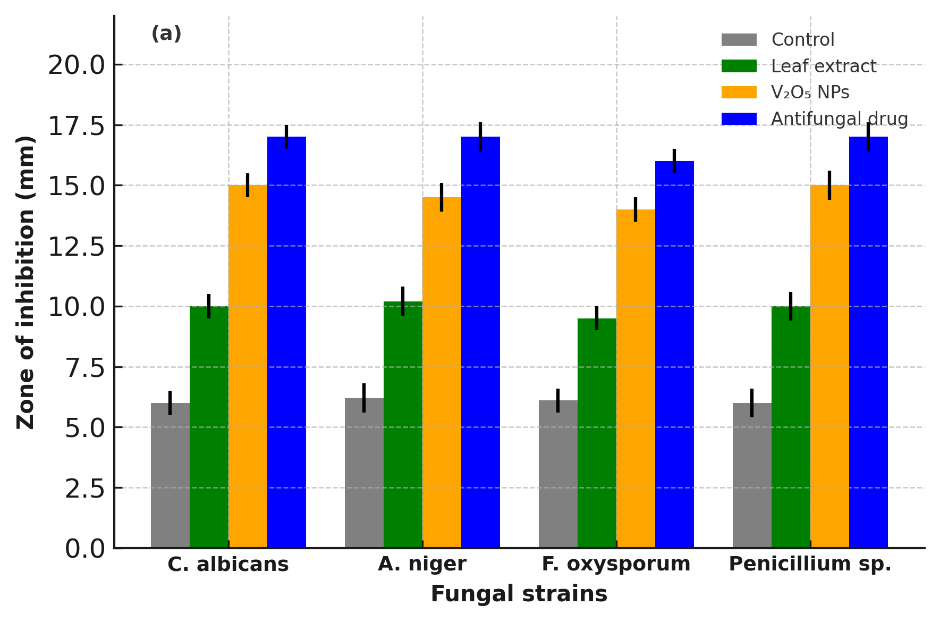 (a)
Control
Leaf extract
V₂O₅ NPs
Antifungal drug
Zone of inhibition (mm)
20.0
17.5
15.0
12.5
10.0
7.5
5.0
2.5
0.0
C. albicans A. niger F. oxysporum Penicillium sp.
Fungal strains